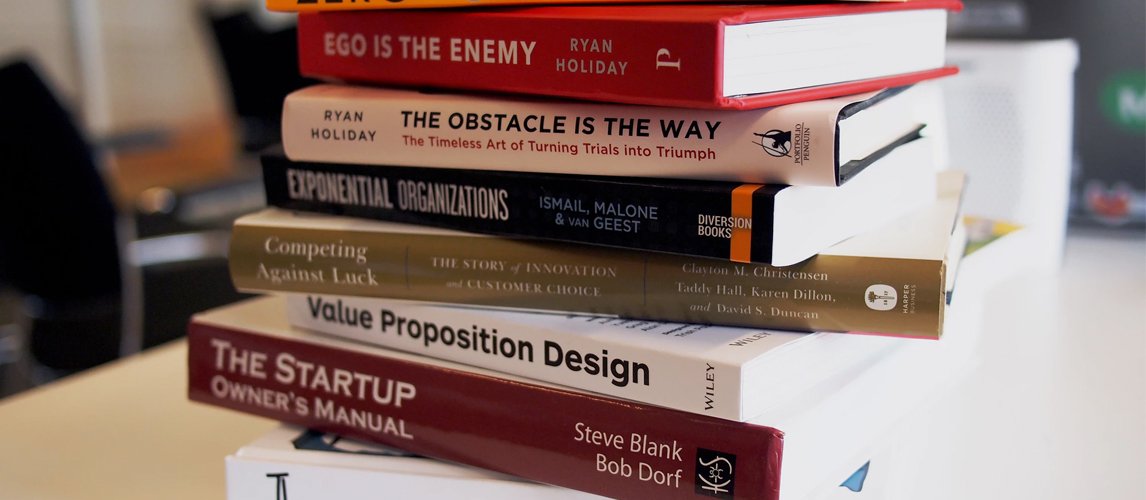 EGO IS THE ENEMY
RYAN
HOLIDAY
P
RYAN
HOLIDAY
THE OBSTACLE IS THE WAY
The Timeless Art of Turning Trials into Triumph
PORTFOLIO
PENGUIN
EXPONENTIAL ORGANIZATIONS
ISMAIL, MALONE
& VAN GEEST
DIVERSION
BOOKS
Competing
Against Luck
THE STORY of INNOVATION
and CUSTOMER CHOICE
Clayton M. Christensen
Taddy Hall, Karen Dillon,
and David S. Duncan
HARPER
BUSINESS
Value Proposition Design
WILEY
WILEY
THE STARTUP
OWNER'S MANUAL
Steve Blank
Bob Dorf
K&S